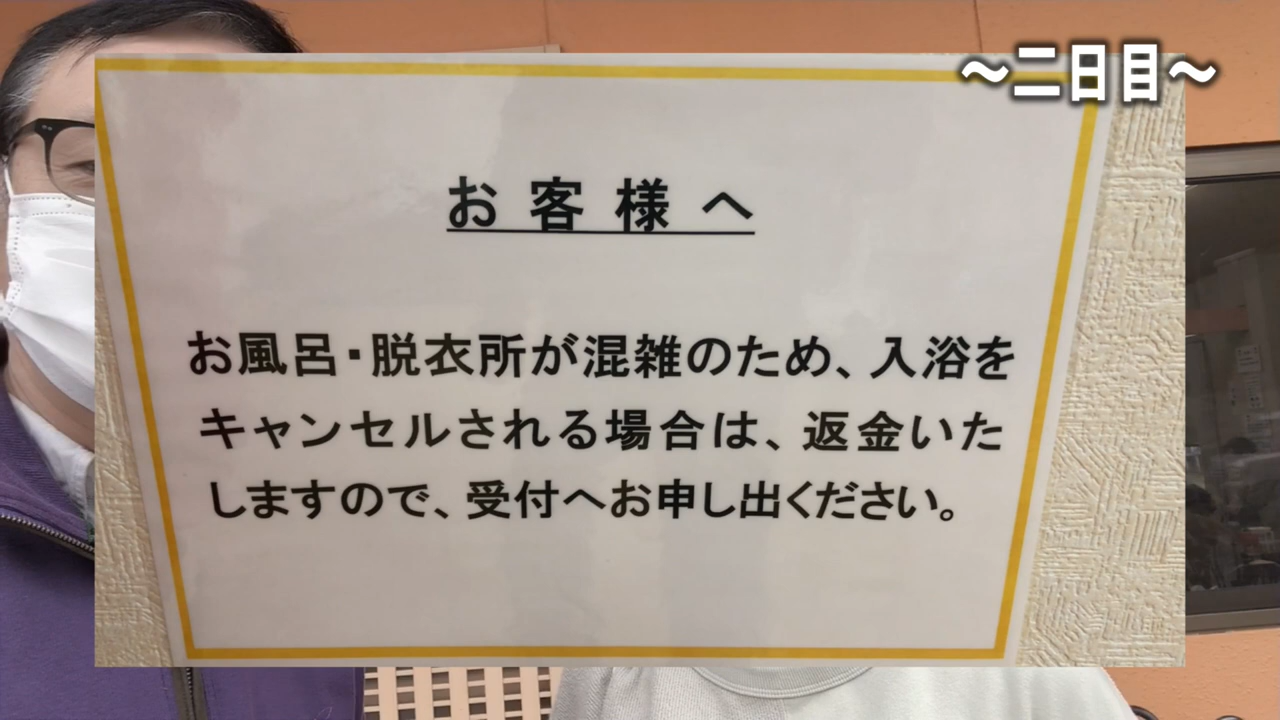 〜二日目〜
お客様へ
お風呂・脱衣所が混雑のため、入浴を
キャンセルされる場合は、返金いた
しますので、受付へお申し出ください。